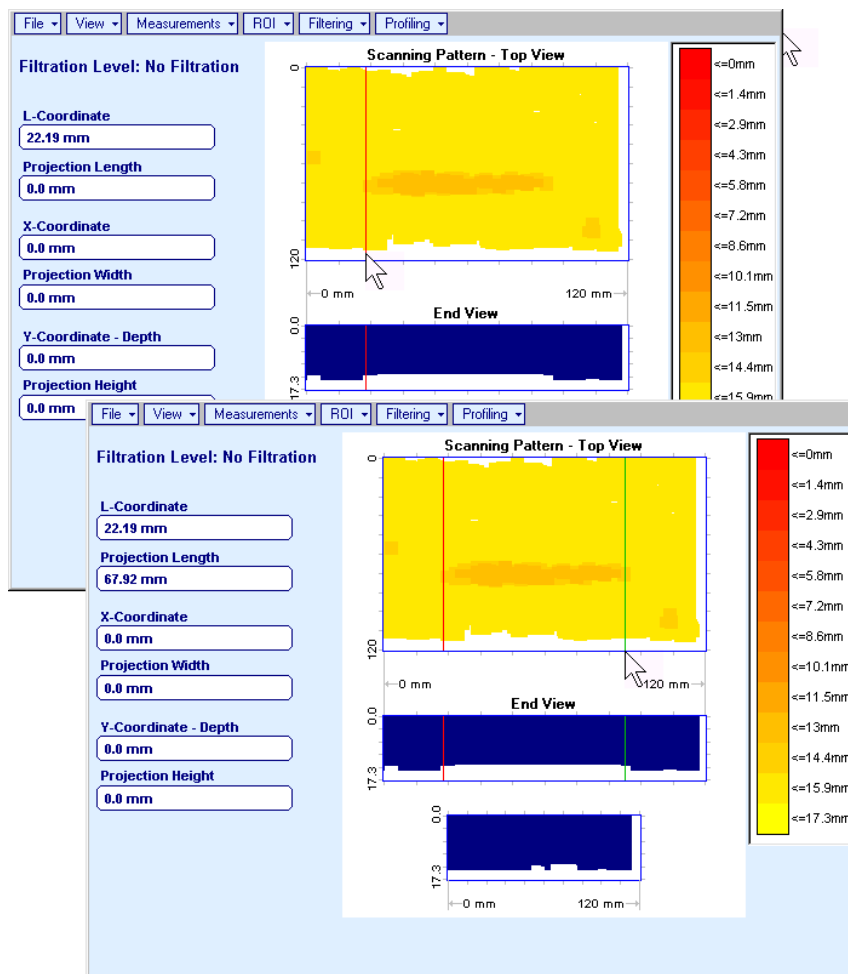 File View Measurements ROI Filtering Profiling
Scanning Pattern - Top View
Filtration Level: No Filtration
L-Coordinate
22.19 mm
Projection Length
0.0 mm
X-Coordinate
0.0 mm
Projection Width
0.0 mm
Y-Coordinate - Depth
0.0 mm
Projection Height
0.0 mm
0
120
0 mm 120 mm
End View
0.0
17.3
<=0mm
<=1.4mm
<=2.9mm
<=4.3mm
<=5.8mm
<=7.2mm
<=8.6mm
<=10.1mm
<=11.5mm
<=13mm
<=14.4mm
<=15.9mm
File View Measurements ROI Filtering Profiling
Scanning Pattern - Top View
Filtration Level: No Filtration
L-Coordinate
22.19 mm
Projection Length
67.92 mm
X-Coordinate
0.0 mm
Projection Width
0.0 mm
Y-Coordinate - Depth
0.0 mm
Projection Height
0.0 mm
0
120
0 mm 120 mm
End View
0.0
17.3
0.0
17.3
0 mm 120 mm
<=0mm
<=1.4mm
<=2.9mm
<=4.3mm
<=5.8mm
<=7.2mm
<=8.6mm
<=10.1mm
<=11.5mm
<=13mm
<=14.4mm
<=15.9mm
<=17.3mm